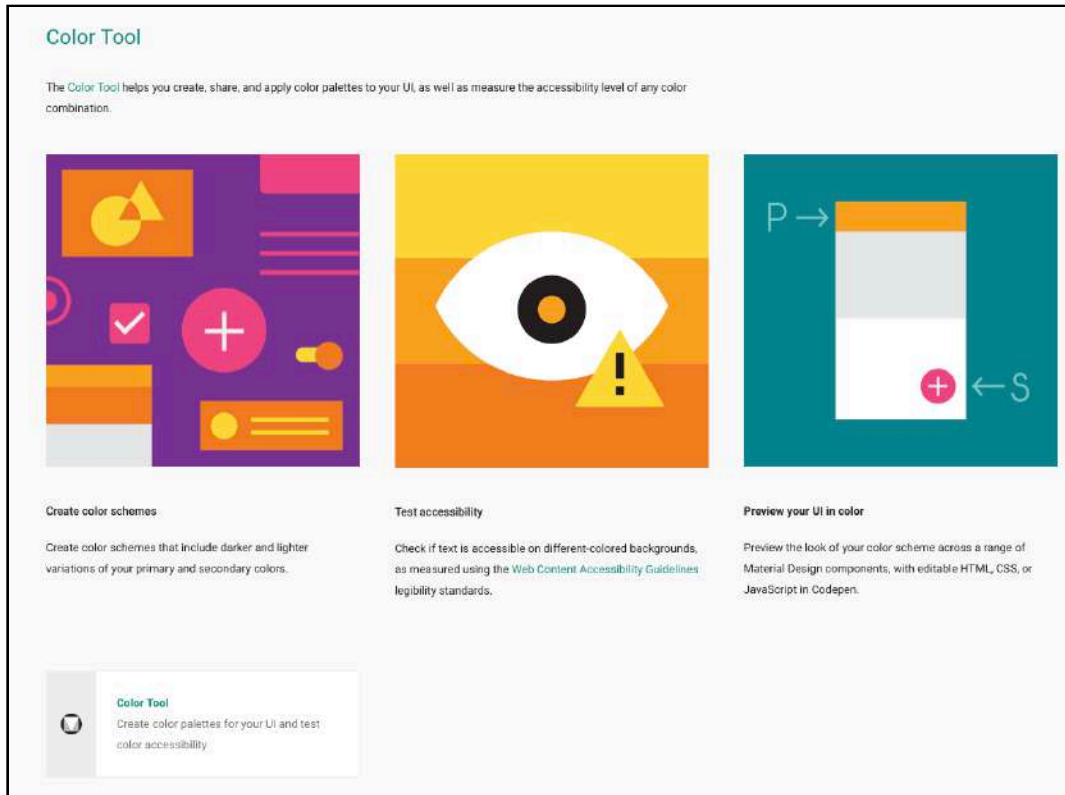 Color Tool
The Color Tool helps you create, share, and apply color palettes to your UI, as well as measure the accessibility level of any color
combination.
P →
← S
Create color schemes
Create color schemes that include darker and lighter
variations of your primary and secondary colors.
Test accessibility
Check if text is accessible on different-colored backgrounds,
as measured using the Web Content Accessibility Guidelines
legibility standards.
Preview your UI in color
Preview the look of your color scheme across a range of
Material Design components, with editable HTML, CSS, or
JavaScript in Codepen.
Color Tool
Create color palettes for your UI and test
color accessibility